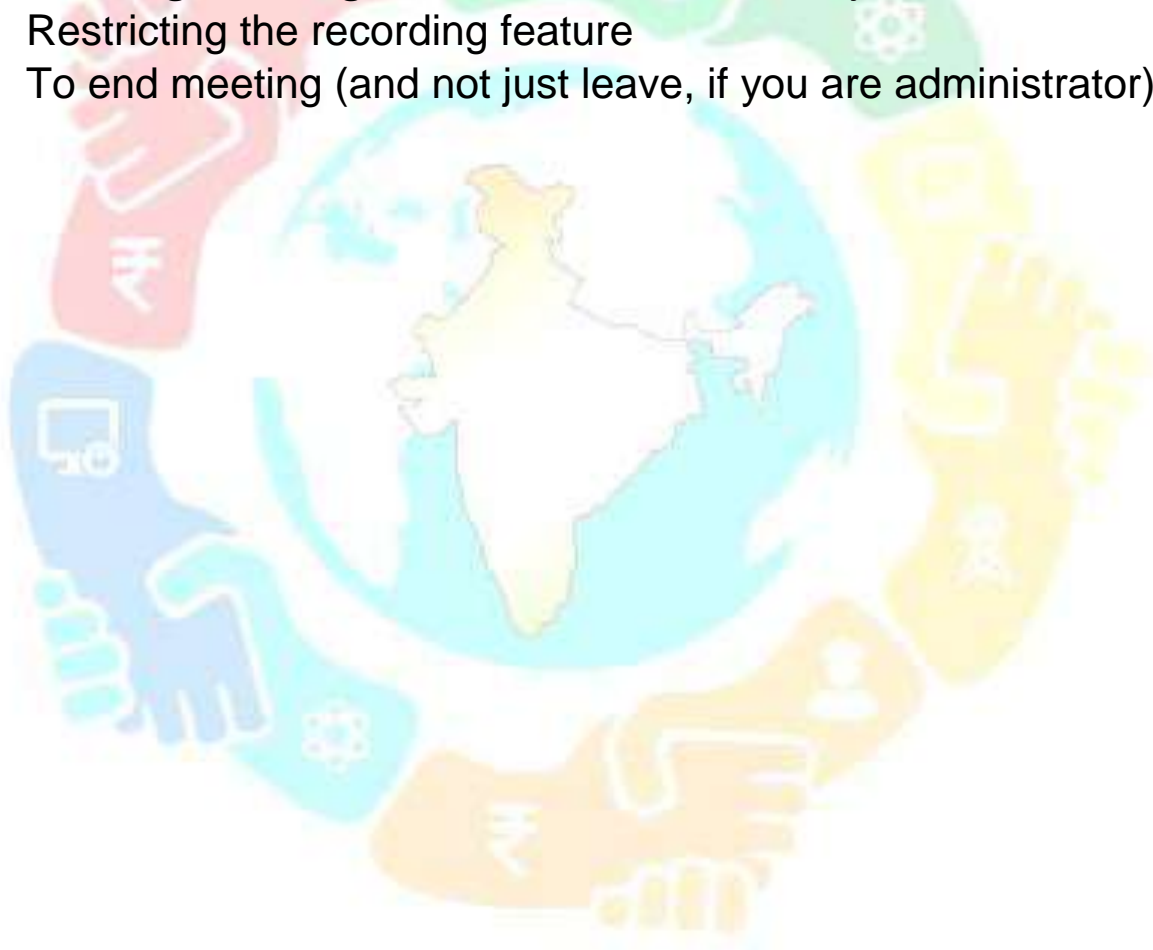 Restricting the recording feature
To end meeting (and not just leave, if you are administrator)
₹
₹